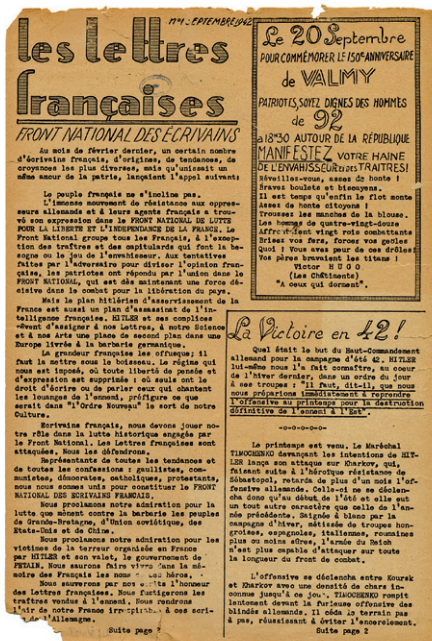 N°1 SEPTEMBRE 1942
les lettres
françaises
FRONT NATIONAL DES ÉCRIVAINS
Au mois de février dernier, un certain nombre
d'écrivains français, d'origines, de tendances, de
croyances les plus diverses, mais qu'unissait un
même amour de la patrie, lançaient l'appel suivant:
Le peuple français ne s'incline pas.
L'immense mouvement de résistance aux oppres-
seurs allemands et à leurs agents français a trou-
vé son expression dans le FRONT NATIONAL DE LUTTE
POUR LA LIBERTE ET L'INDEPENDANCE DE LA FRANCE. Le
Front National groupe tous les Français, à l'excep-
tion des traîtres et des capitulards qui font la be-
sogne ou le jeu de l'envahisseur. Aux tentatives
faites par l'adversaire pour diviser l'opinion fran-
çaise, les patriotes ont répondu par l'union dans le
FRONT NATIONAL, qui est dès maintenant une force dé-
cisive dans le combat pour la libération du pays.
Mais le plan hitlérien d'asservissement de la
France est aussi un plan d'assassinat de l'in-
telligence française. HITLER et ses complices
rêvent d'assigner à nos Lettres, à notre Science
et à nos Arts une place de second plan dans une
Europe livrée à la barbarie germanique.
La grandeur française les offusque; il
faut la mettre sous le boisseau. Le régime qui
nous est imposé, où toute liberté de pensée et
d'expression est supprimée : où seuls ont le
droit d'écrire ou de parler ceux qui chantent
les louanges de l'ennemi, préfigure ce que
serait dans l'"Ordre Nouveau" le sort de notre
Culture.
Ecrivains français, nous devons jouer no-
tre rôle dans la lutte historique engagée par
le Front National. Les Lettres françaises sont
attaquées. Nous les défendrons.
Représentants de toutes les tendances et
de toutes les confessions : gaullistes, com-
munistes, démocrates, catholiques, protestants,
nous nous sommes unis pour constituer le FRONT
NATIONAL DES ECRIVAINS FRANCAIS.
Nous proclamons notre admiration pour la
lutte que mènent contre la barbarie les peuples
de Grande-Bretagne, d'Union soviétique, des
Etats-Unis et de Chine.
Nous proclamons notre admiration pour les
victimes de la terreur organisée en France
par HITLER et son valet, le gouvernement de
PETAIN. Nous saurons faire vivre dans la mé-
moire des Français les noms de ces héros.
Nous sauverons par nos écrits l'honneur
des lettres françaises. Nous fustigerons les
traîtres vendus à l'ennemi. Nous rendrons
l'air de notre France irrespirable à ces scri-
bes de l'Allemagne.
Suite page
Le 20 Septembre
POUR COMMÉMORER LE 150e ANNIVERSAIRE
de VALMY
PATRIOTES, SOYEZ DIGNES DES HOMMES
de 92
à 18H30 AUTOUR DE LA RÉPUBLIQUE
MANIFESTEZ VOTRE HAINE
DE L'ENVAHISSEUR et des TRAITRES!
Réveillez-vous, assez de honte !
Bravez boulets et biscayens.
Il est temps qu'enfin le flot monte
Assez de honte citoyens !
Trousses les manches de la blouse.
Les hommes de quatre-vingt-douze
Affrontaient vingt rois combattants
Brisez vos fers, forcez vos geôles
Quoi ! Vous avez peur de ces drôles!
Vos pères bravaient les titans !
Victor HUGO
(Les Châtiments)
"A ceux qui dorment".
La Victoire en 42 !
Quel était le but du Haut-Commandement
allemand pour la campagne d'été 42, HITLER
lui-même nous l'a fait connaître, au coeur
de l'hiver dernier, dans un ordre du jour
à ses troupes : "Il faut, dit-il, que nous
nous préparions immédiatement à reprendre
l'offensive au printemps pour la destruction
définitive de l'ennemi à l'Est".
-o-o-o-o-o-
Le printemps est venu. Le Maréchal
TIMOCHENKO devançant les intentions de HIT-
LER lança son attaque sur Kharkov, qui,
faisant suite à l'héroïque résistance de
Sébastopol, retarda de plus d'un mois l'of-
fensive allemande. Celle-ci ne se déclen-
cha donc qu'au début de l'été et elle eut
un tout autre caractère que celle de l'an-
née précédente. Saignée à blanc par la
campagne d'hiver, mêtissée de troupes hon-
groises, espagnoles, italiennes, roumaines
plus ou moins sûres, l'armée du Reich
n'est plus capable d'attaquer sur toute
la longueur du front de combat.
L'offensive se déclencha entre Koursk
et Kharkov avec une densité de chars in-
connue jusqu'à ce jour. TIMOCHENKO rompit
lentement devant la furieuse offensive des
blindés allemands. Il céda de terrain pas
à pas, réussissant à éviter l'encerclement.
Suite page 2